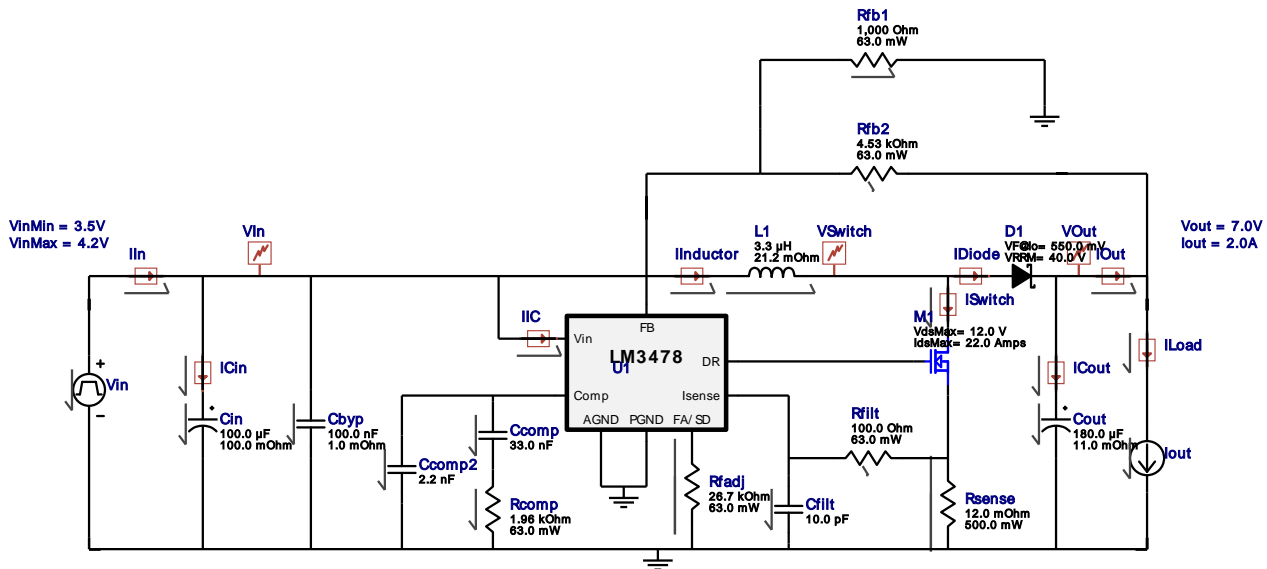 Rfb1
1,000 Ohm
63.0 mW
Rfb2
4.53 kOhm
63.0 mW
VinMin = 3.5V
VinMax = 4.2V
IIn
VIn
IInductor
L1
3.3 µH
21.2 mOhm
VSwitch
IDiode
D1
VF@Io= 550.0 mV
VRRM= 40.0 V
VOut
IOut
Vout = 7.0V
Iout = 2.0A
ISwitch
M1
VdsMax= 12.0 V
IdsMax= 22.0 Amps
IIC
Vin
FB
LM3478
U1
DR
Comp
Isense
AGND
PGND
FA/ SD
ILoad
ICin
ICout
+
Vin
–
Cin
100.0 µF
100.0 mOhm
Cbyp
100.0 nF
1.0 mOhm
Ccomp
33.0 nF
Ccomp2
2.2 nF
Rcomp
1.96 kOhm
63.0 mW
Rfadj
26.7 kOhm
63.0 mW
Rfilt
100.0 Ohm
63.0 mW
Cfilt
10.0 pF
Rsense
12.0 mOhm
500.0 mW
Cout
180.0 µF
11.0 mOhm
Iout